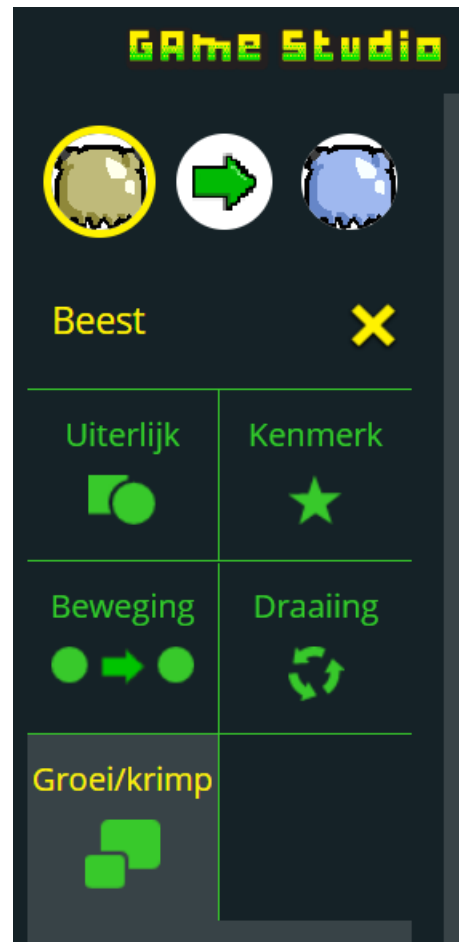 GAme Studio
Beest
Uiterlijk Kenmerk
Beweging Draaiing
Groei/krimp